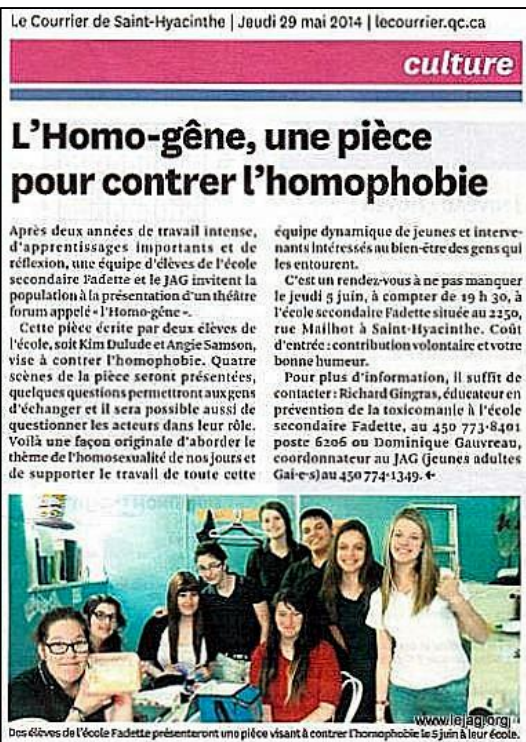 Le Courrier de Saint-Hyacinthe | Jeudi 29 mai 2014 | lecourrier.qc.ca
culture
L'Homo-gêne, une pièce
pour contrer l'homophobie
Après deux années de travail intense,
d'apprentissages importants et de
réflexion, une équipe d'élèves de l'école
secondaire Fadette et le JAG invitent la
population à la présentation d'un théâtre
forum appelé « l'Homo-gêne ».
Cette pièce écrite par deux élèves de
l'école, soit Kim Dulude et Angie Samson,
vise à contrer l'homophobie. Quatre
scènes de la pièce seront présentées,
quelques questions permettront aux gens
d'échanger et il sera possible aussi de
questionner les acteurs dans leur rôle.
Voilà une façon originale d'aborder le
thème de l'homosexualité de nos jours et
de supporter le travail de toute cette
équipe dynamique de jeunes et interve-
nants intéressés au bien-être des gens qui
les entourent.
C'est un rendez-vous à ne pas manquer
le jeudi 5 juin, à compter de 19 h 30, à
l'école secondaire Fadette située au 2250,
rue Mailhot à Saint-Hyacinthe. Coût
d'entrée : contribution volontaire et votre
bonne humeur.
Pour plus d'information, il suffit de
contacter : Richard Gingras, éducateur en
prévention de la toxicomanie à l'école
secondaire Fadette, au 450 773-8401
poste 6206 ou Dominique Gauvreau,
coordonnateur au JAG (jeunes adultes
Gai-e-s) au 450 774-1349.
www.lejag.org
Des élèves de l'école Fadette présenteront une pièce visant à contrer l'homophobie le 5 juin à leur école.